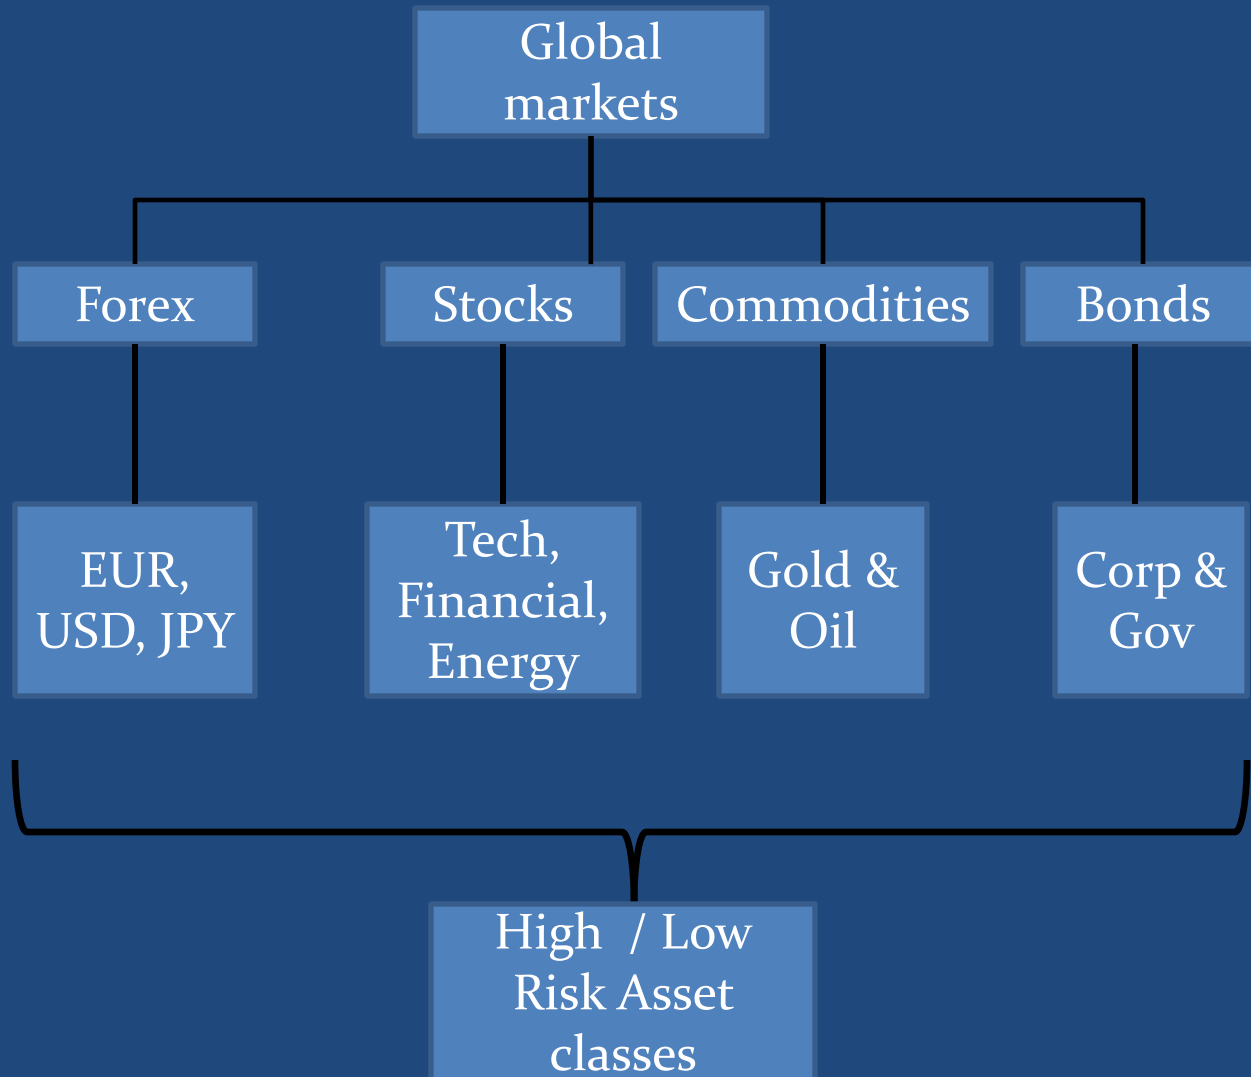 Global
markets
Forex
Stocks
Commodities
Bonds
EUR,
USD, JPY
Tech,
Financial,
Energy
Gold &
Oil
Corp &
Gov
High / Low
Risk Asset
classes